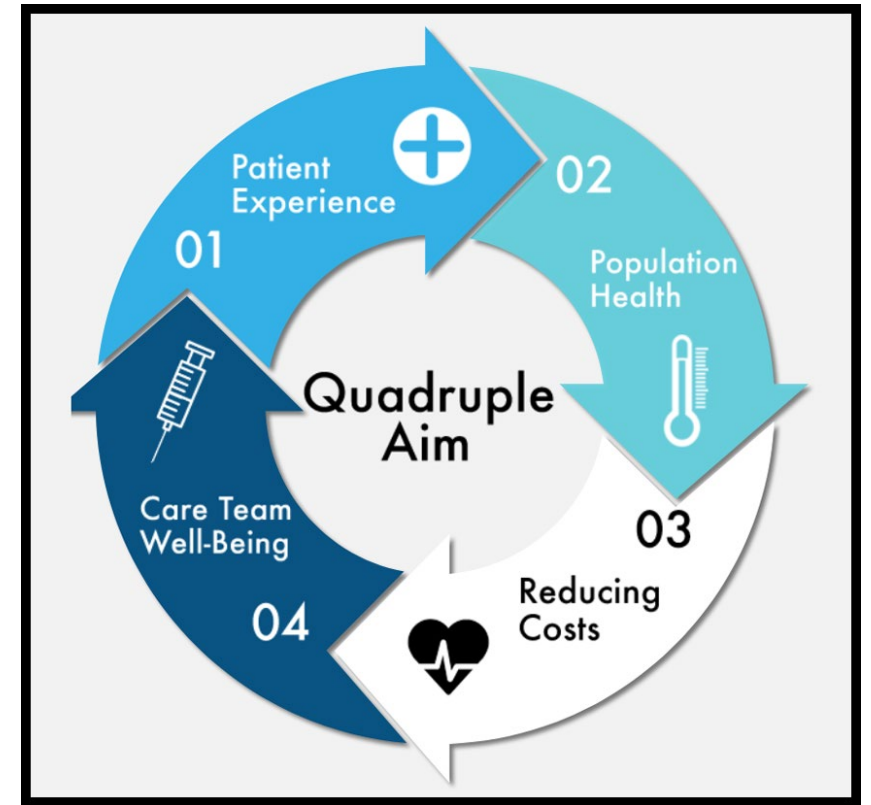 01
Patient
Experience
02
Population
Health
03
Reducing
Costs
04
Care Team
Well-Being
Quadruple
Aim